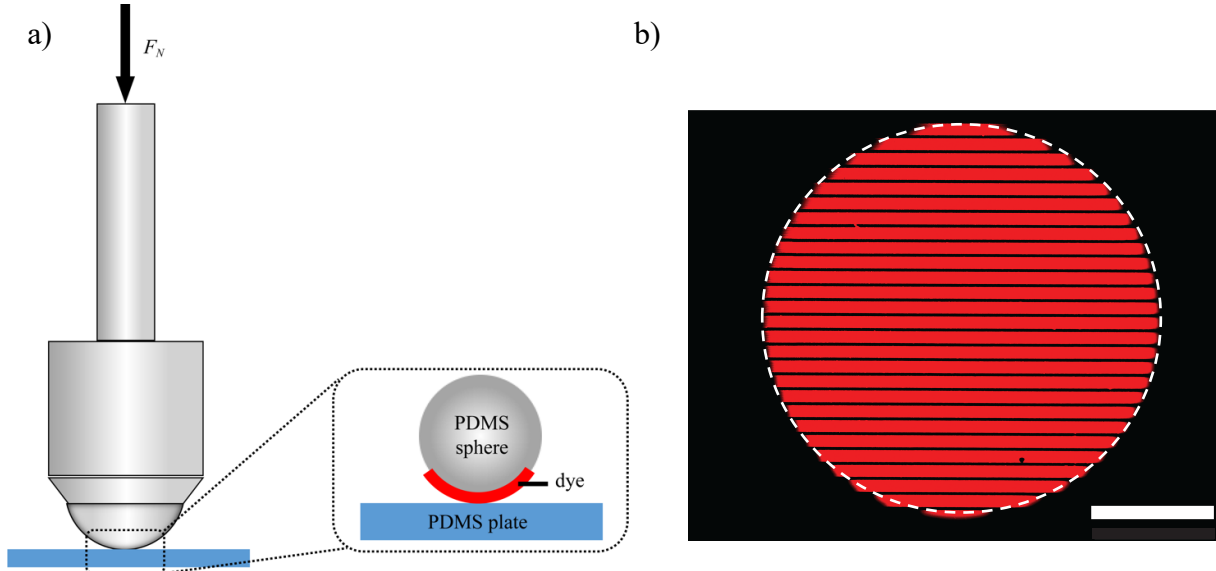 a)
F_N
PDMS
sphere
dye
PDMS plate
b)